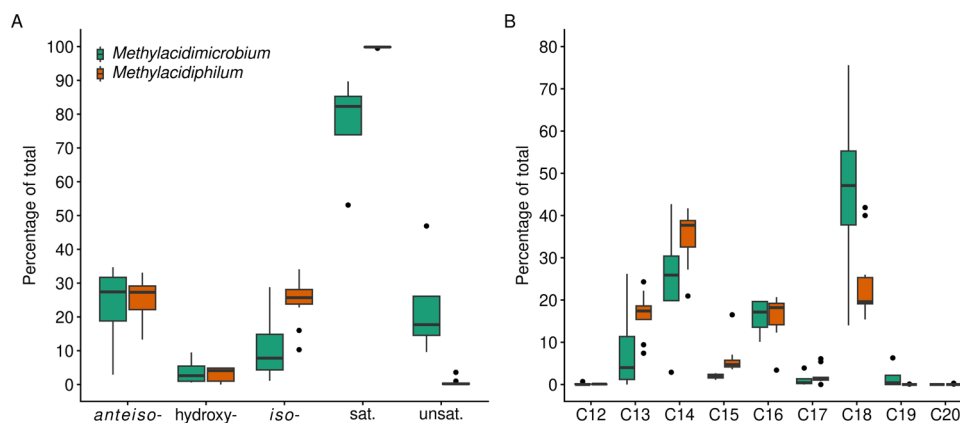 A
Percentage of total
100
90
80
70
60
50
40
30
20
10
0
Methylacidimicrobium
Methylacidiphilum
anteiso- hydroxy- iso- sat. unsat.
B
Percentage of total
80
70
60
50
40
30
20
10
0
C12 C13 C14 C15 C16 C17 C18 C19 C20